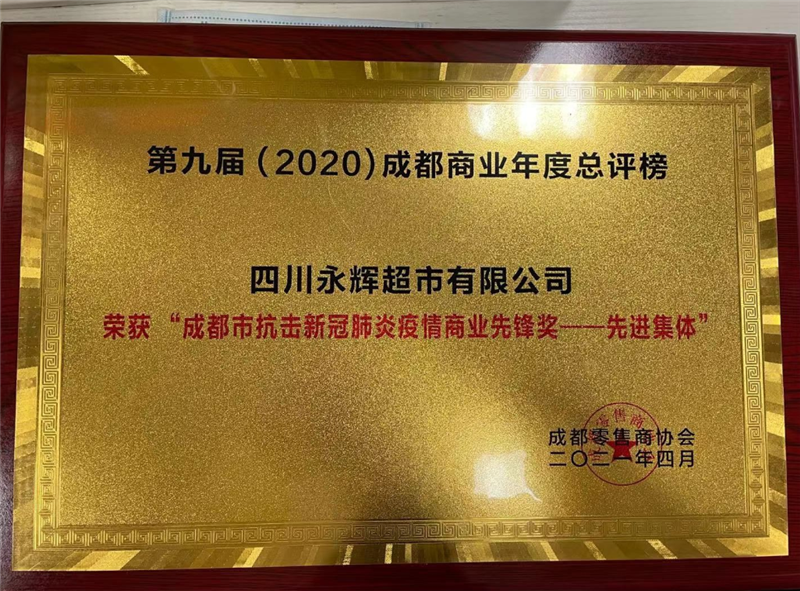 第九届（2020）成都商业年度总评榜
四川永辉超市有限公司
荣获“成都市抗击新冠肺炎疫情商业先锋奖——先进集体”
成都零售商协会
二〇二一年四月